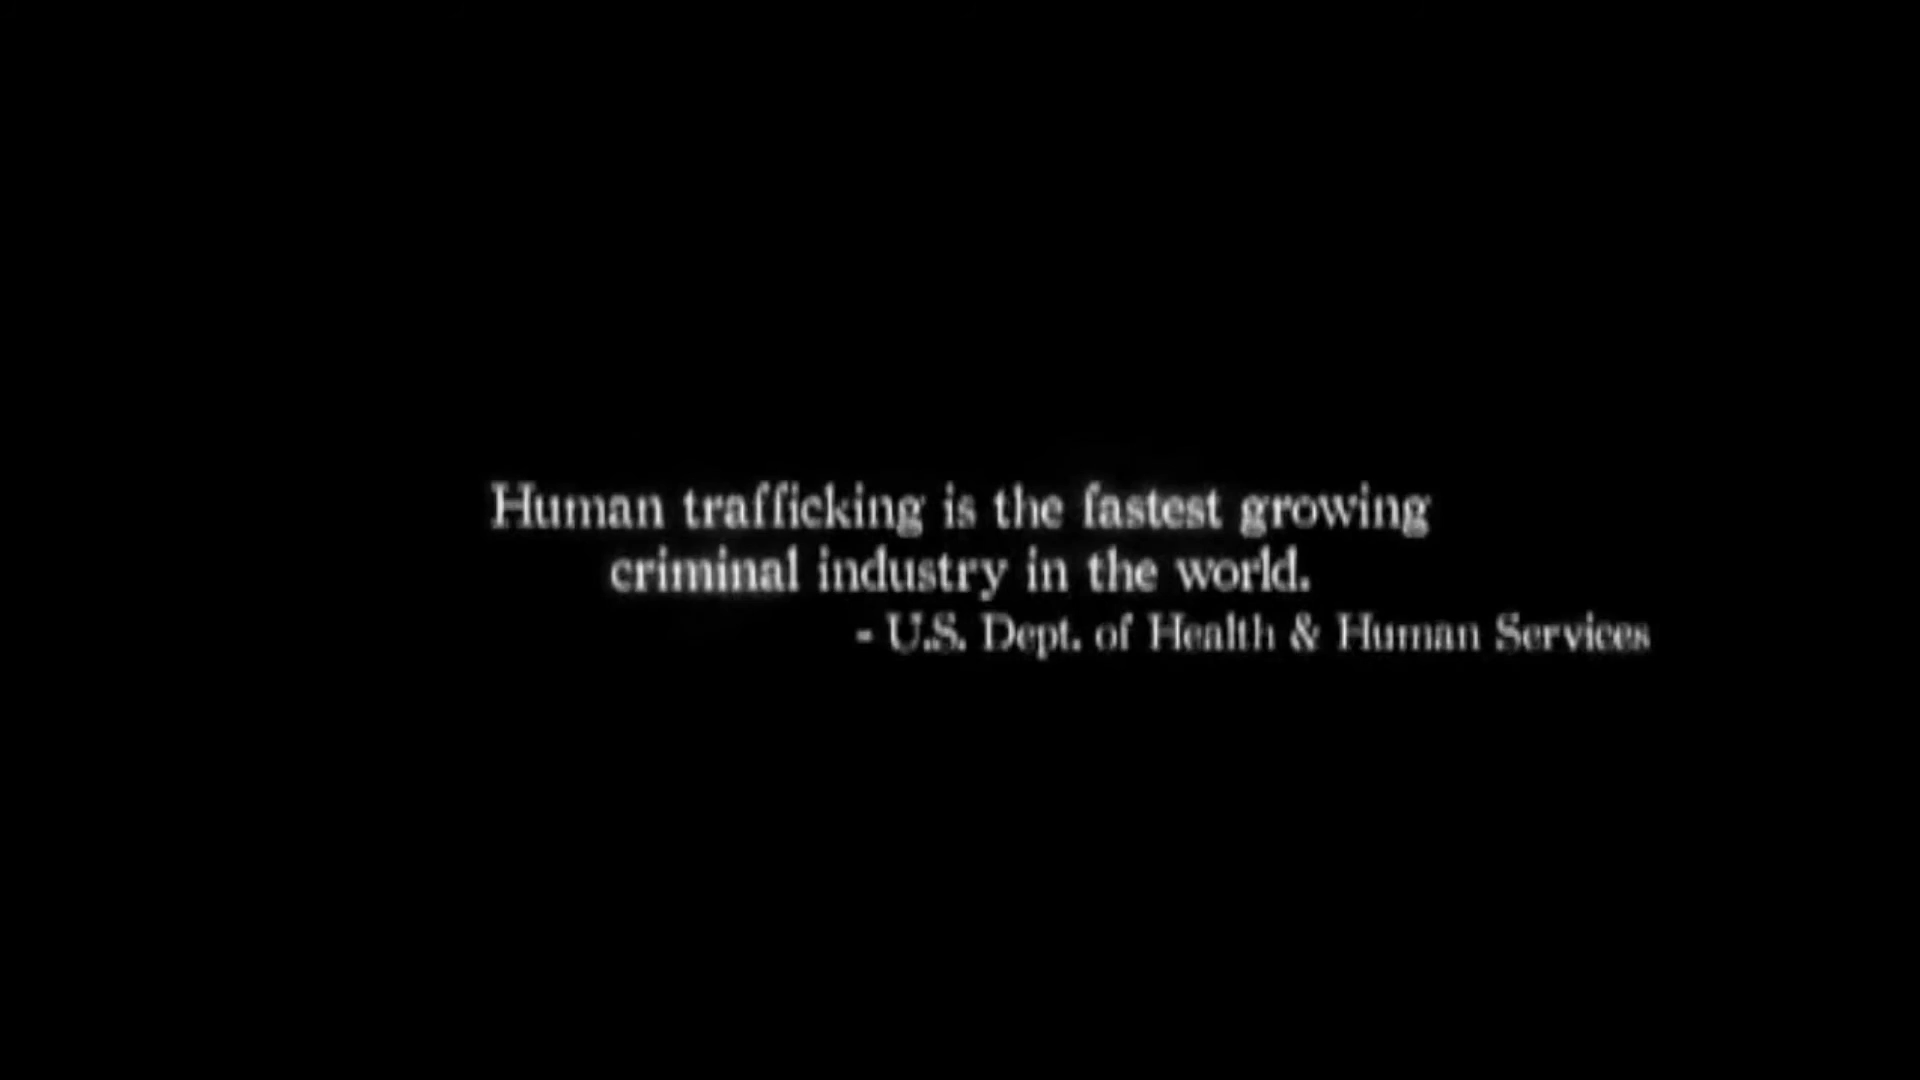 Human trafficking is the fastest growing
criminal industry in the world.
- U.S. Dept. of Health & Human Services